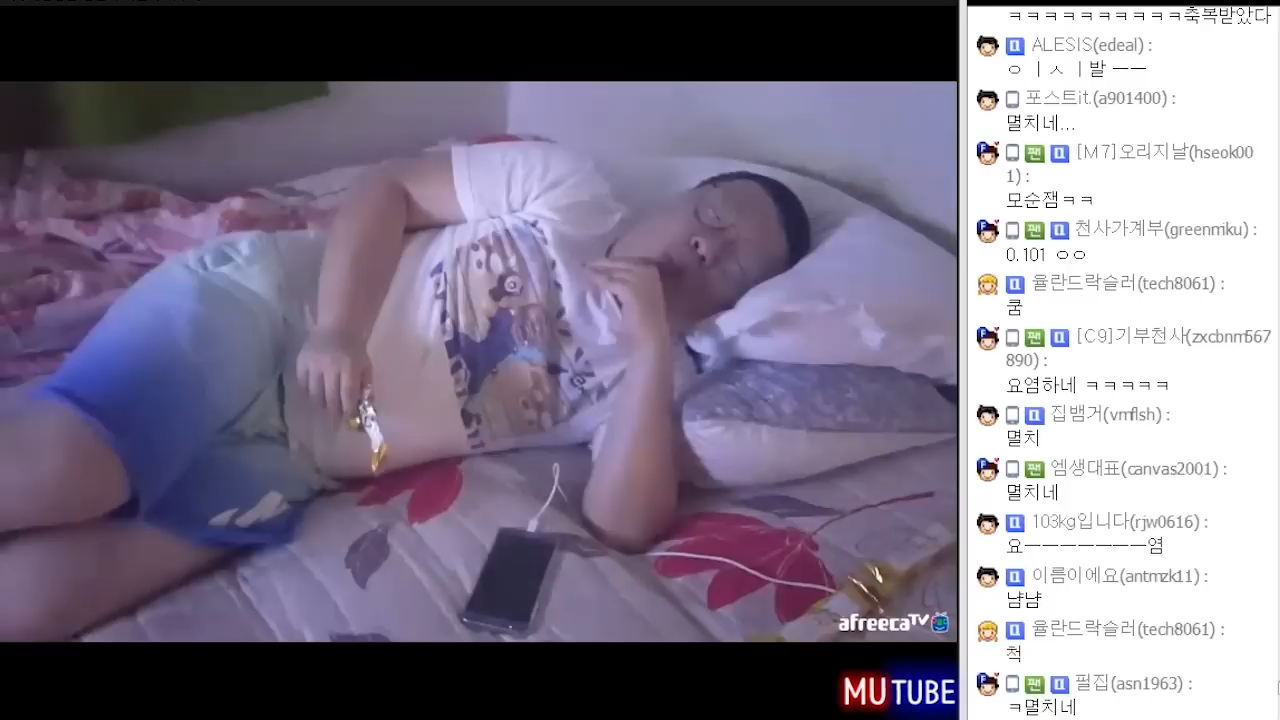 ㅋㅋㅋㅋㅋㅋㅋㅋㅋㅋ축복받았다
ALESIS(edeal) :
ㅇㅣㅅㅣ발 ㅡㅡ
포스트it.(a901400) :
멸치네...
팬 [M7]오리지날(hseok00
1) :
모순잼ㅋㅋ
팬 천사가계부(greenmiku) :
0.101 ㅇㅇ
율란드락슬러(tech8061) :
쿰
팬 [C9]기부천사(zxcbnm567
890) :
요염하네 ㅋㅋㅋㅋㅋ
집뱀거(vmflsh) :
멸치
팬 엠생대표(canvas2001) :
멸치네
103kg입니다(rjw0616) :
요ㅡㅡㅡㅡㅡㅡㅡ염
이름이에요(antmzk11) :
냠냠
율란드락슬러(tech8061) :
척
팬 필집(asn1963) :
ㅋ멸치네
afreecaTV
MUTUBE